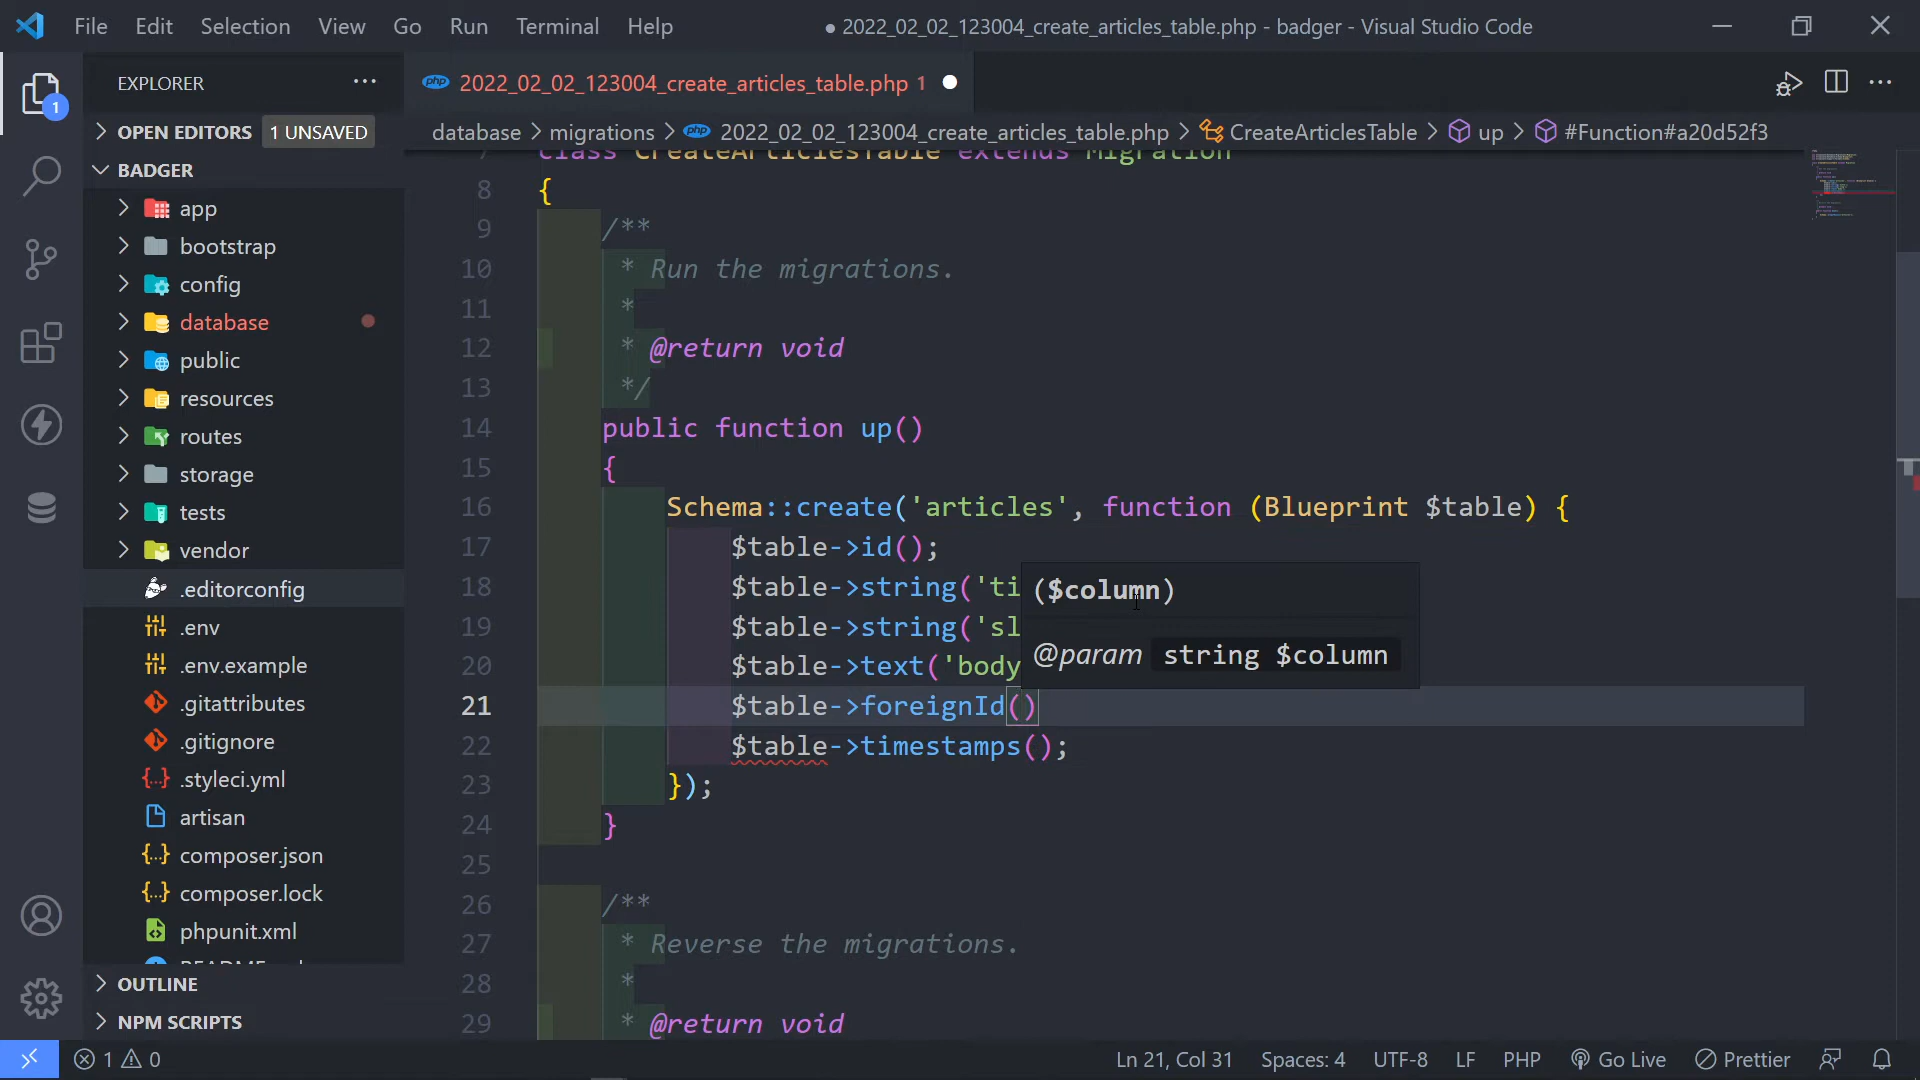 File Edit Selection View Go Run Terminal Help
● 2022_02_02_123004_create_articles_table.php - badger - Visual Studio Code
EXPLORER
php 2022_02_02_123004_create_articles_table.php 1
1
OPEN EDITORS 1 UNSAVED
database > migrations > php 2022_02_02_123004_create_articles_table.php > CreateArticlesTable > up > #Function#a20d52f3
BADGER
app
bootstrap
config
database
public
resources
routes
storage
tests
vendor
.editorconfig
.env
.env.example
.gitattributes
.gitignore
.styleci.yml
artisan
composer.json
composer.lock
phpunit.xml
OUTLINE
NPM SCRIPTS
class CreateArticlesTable extends Migration
8 {
9 /**
10 * Run the migrations.
11 *
12 * @return void
13 */
14 public function up()
15 {
16 Schema::create('articles', function (Blueprint $table) {
17 $table->id();
18 $table->string('ti
19 $table->string('sl
20 $table->text('body
21 $table->foreignId()
22 $table->timestamps();
23 });
24 }
25
26 /**
27 * Reverse the migrations.
28 *
29 * @return void
($column)
@param string $column
1 0
Ln 21, Col 31 Spaces: 4 UTF-8 LF PHP Go Live Prettier